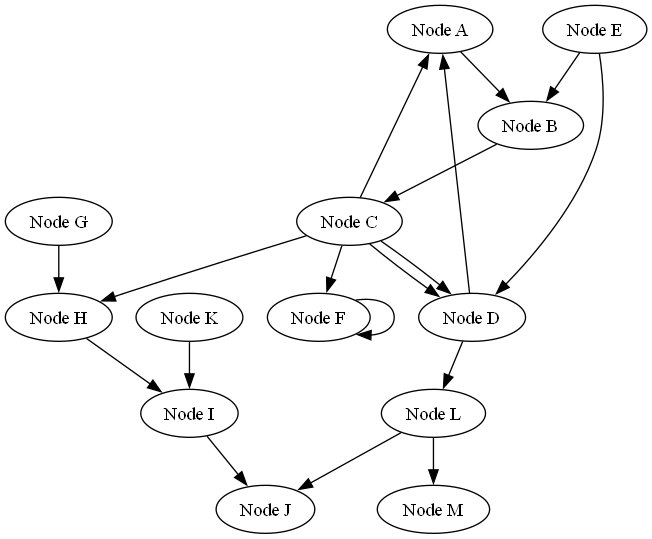 Node A
Node E
Node B
Node G
Node C
Node H
Node K
Node F
Node D
Node I
Node L
Node J
Node M